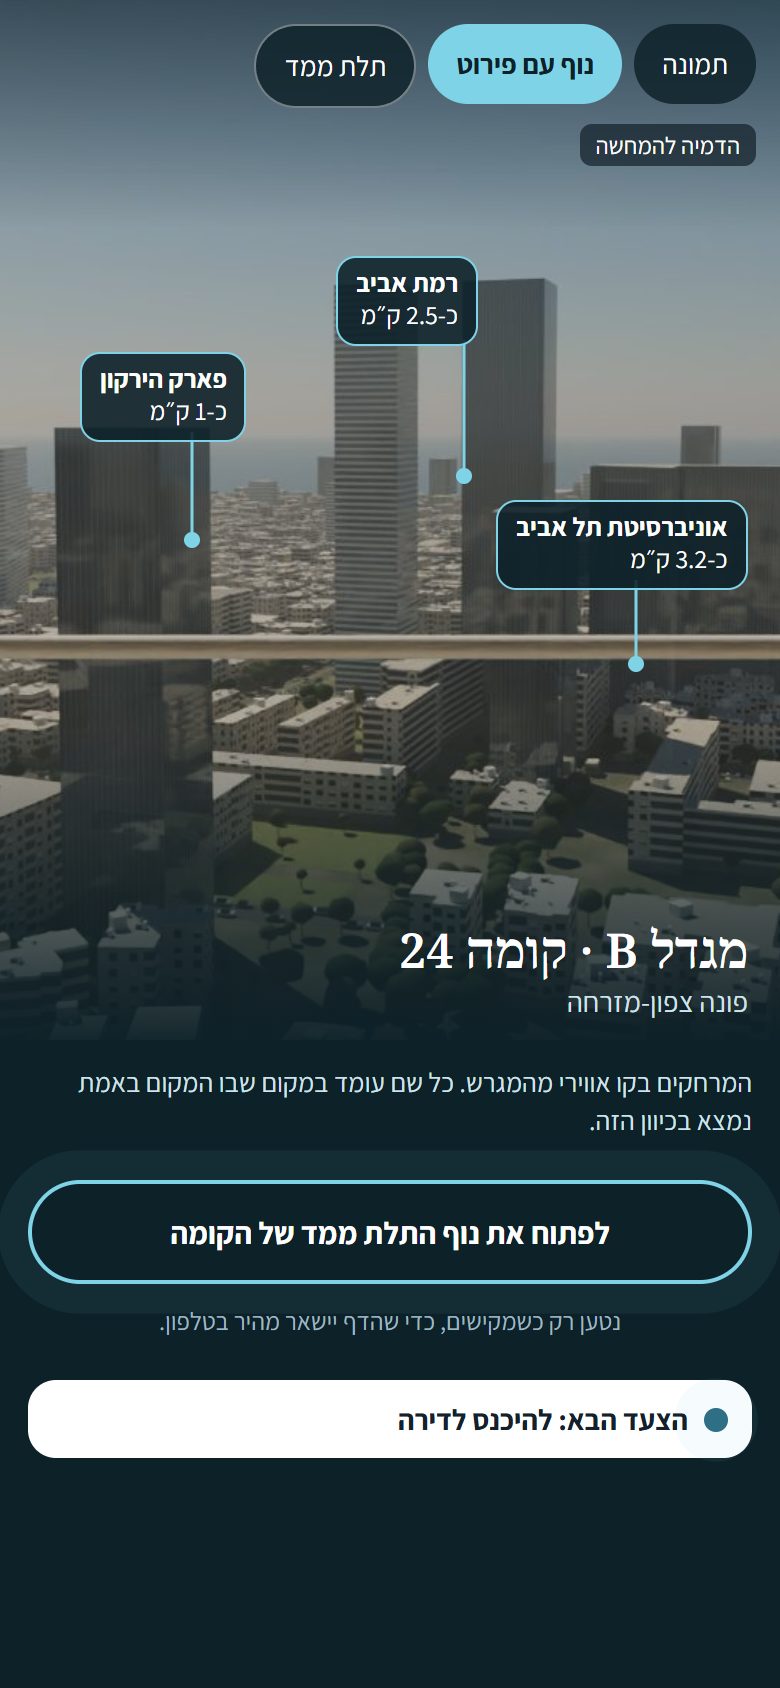 תמונה
נוף עם פירוט
תלת ממד
הדמיה להמחשה
רמת אביב
כ-2.5 ק״מ
פארק הירקון
כ-1 ק״מ
אוניברסיטת תל אביב
כ-3.2 ק״מ
מגדל B · קומה 24
פונה צפון-מזרחה
המרחקים בקו אווירי מהמגרש. כל שם עומד במקום שבו המקום באמת
נמצא בכיוון הזה.
לפתוח את נוף התלת ממד של הקומה
נטען רק כשמקישים, כדי שהדף יישאר מהיר בטלפון.
הצעד הבא: להיכנס לדירה